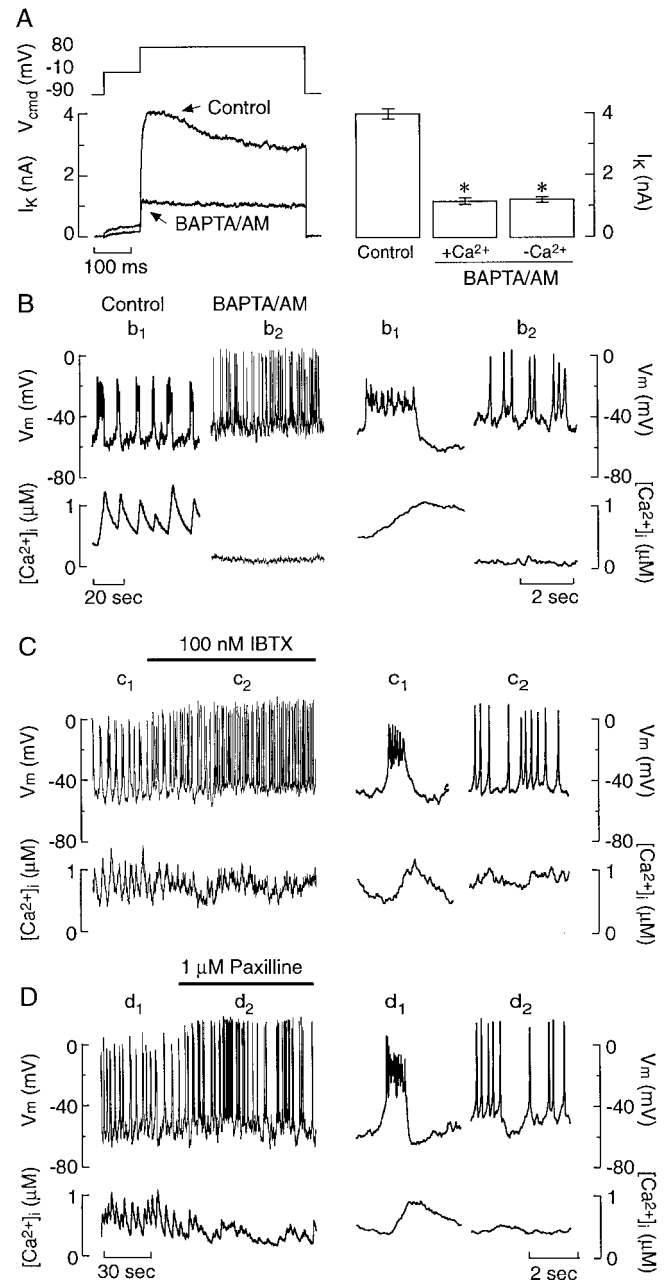 A
V cmd (mV)
80
-10
-90
I K (nA)
4
2
0
Control
BAPTA/AM
100 ms
4
2
0
I K (nA)
*
*
Control
+Ca2+
-Ca2+
BAPTA/AM
B
Control
BAPTA/AM
b1
b2
b1
b2
Vm (mV)
0
-40
-80
0
-40
-80
Vm (mV)
[Ca2+]i (µM)
1
0
1
0
[Ca2+]i (µM)
20 sec
2 sec
C
100 nM IBTX
c1
c2
c1
c2
Vm (mV)
0
-40
-80
0
-40
-80
Vm (mV)
[Ca2+]i (µM)
1
0
1
0
[Ca2+]i (µM)
D
1 µM Paxilline
d1
d2
d1
d2
Vm (mV)
0
-40
-80
0
-40
-80
Vm (mV)
[Ca2+]i (µM)
1
0
1
0
[Ca2+]i (µM)
30 sec
2 sec